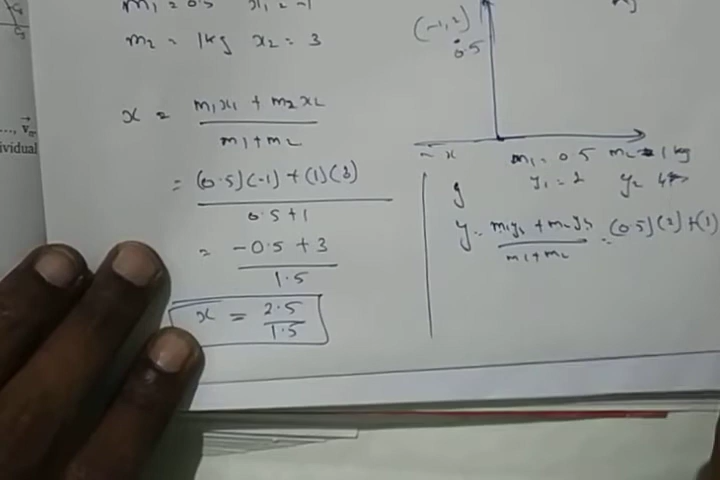 m₁ = 0.5 x₁ = -1
m₂ = 1kg x₂ = 3
x = m₁x₁ + m₂x₂ / m₁+m₂
= (0.5)(-1) + (1)(3) / 0.5+1
= -0.5 + 3 / 1.5
x = 2.5 / 1.5
(-1,2)
0.5
-x
m₁ = 0.5 m₂ = 1 kg
y₁ = 2 y₂
y
y = m₁y₁ + m₂y₂ / m₁+m₂ = (0.5)(2) + (1)
ividual